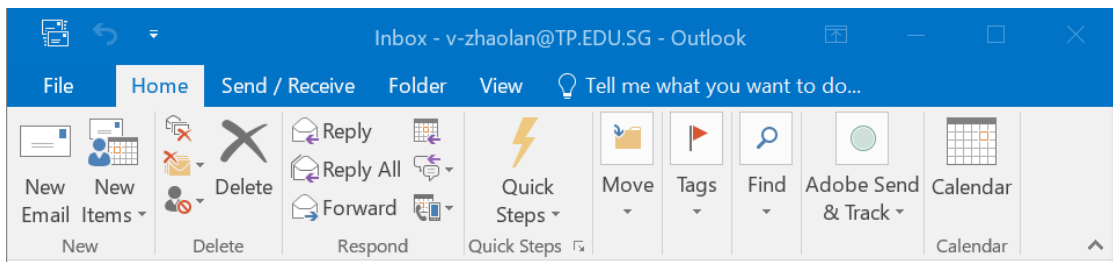 Inbox - v-zhaolan@TP.EDU.SG - Outlook
File Home Send / Receive Folder View Tell me what you want to do...
New Email
New Items
Delete
Reply
Reply All
Forward
Quick Steps
Move
Tags
Find
Adobe Send & Track
Calendar
New Delete Respond Quick Steps Calendar